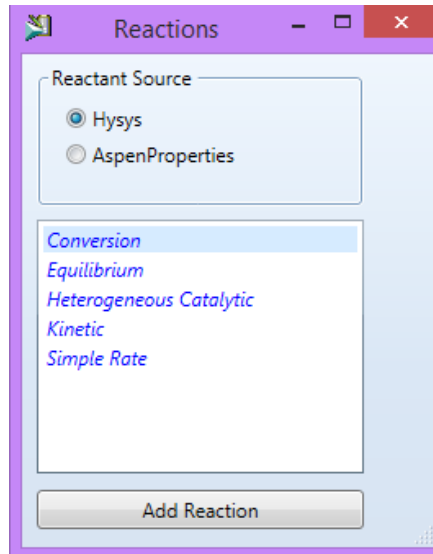 Reactions
Reactant Source
Hysys
AspenProperties
Conversion
Equilibrium
Heterogeneous Catalytic
Kinetic
Simple Rate
Add Reaction